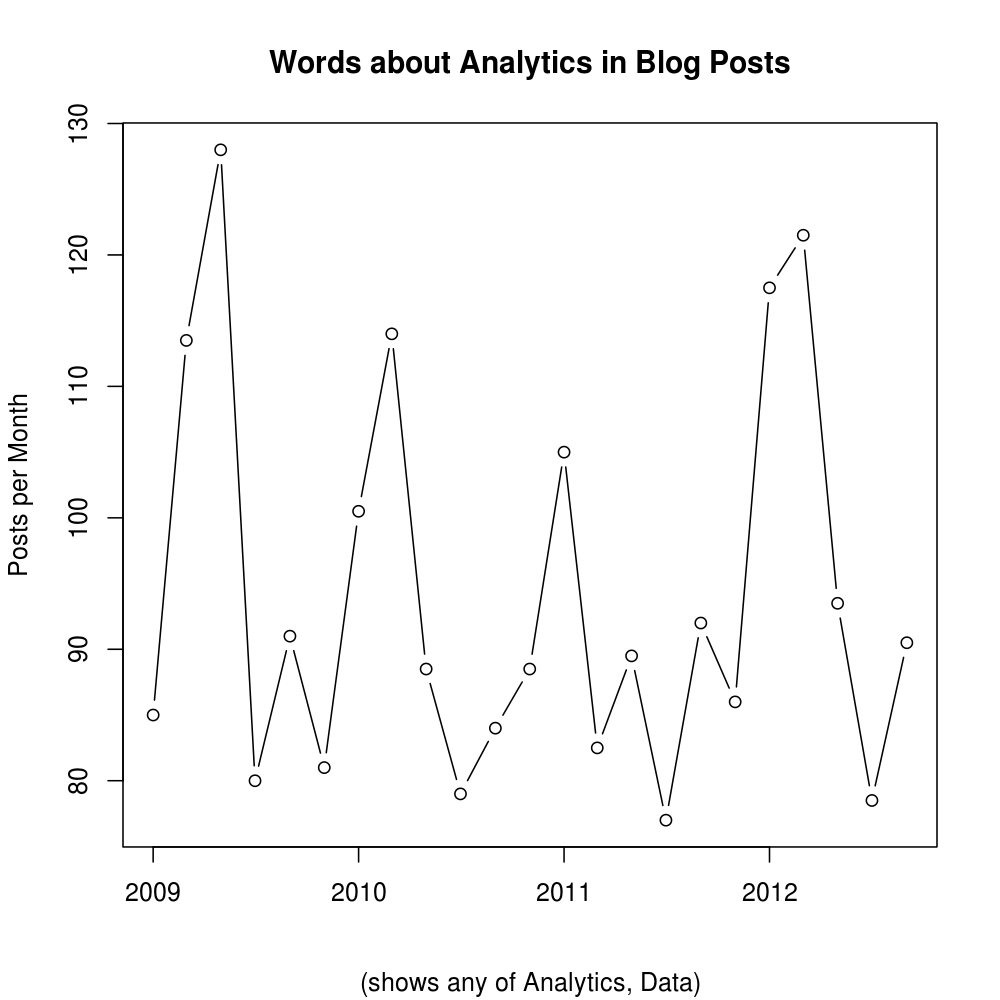 Words about Analytics in Blog Posts
Posts per Month
130
120
110
100
90
80
2009 2010 2011 2012
(shows any of Analytics, Data)